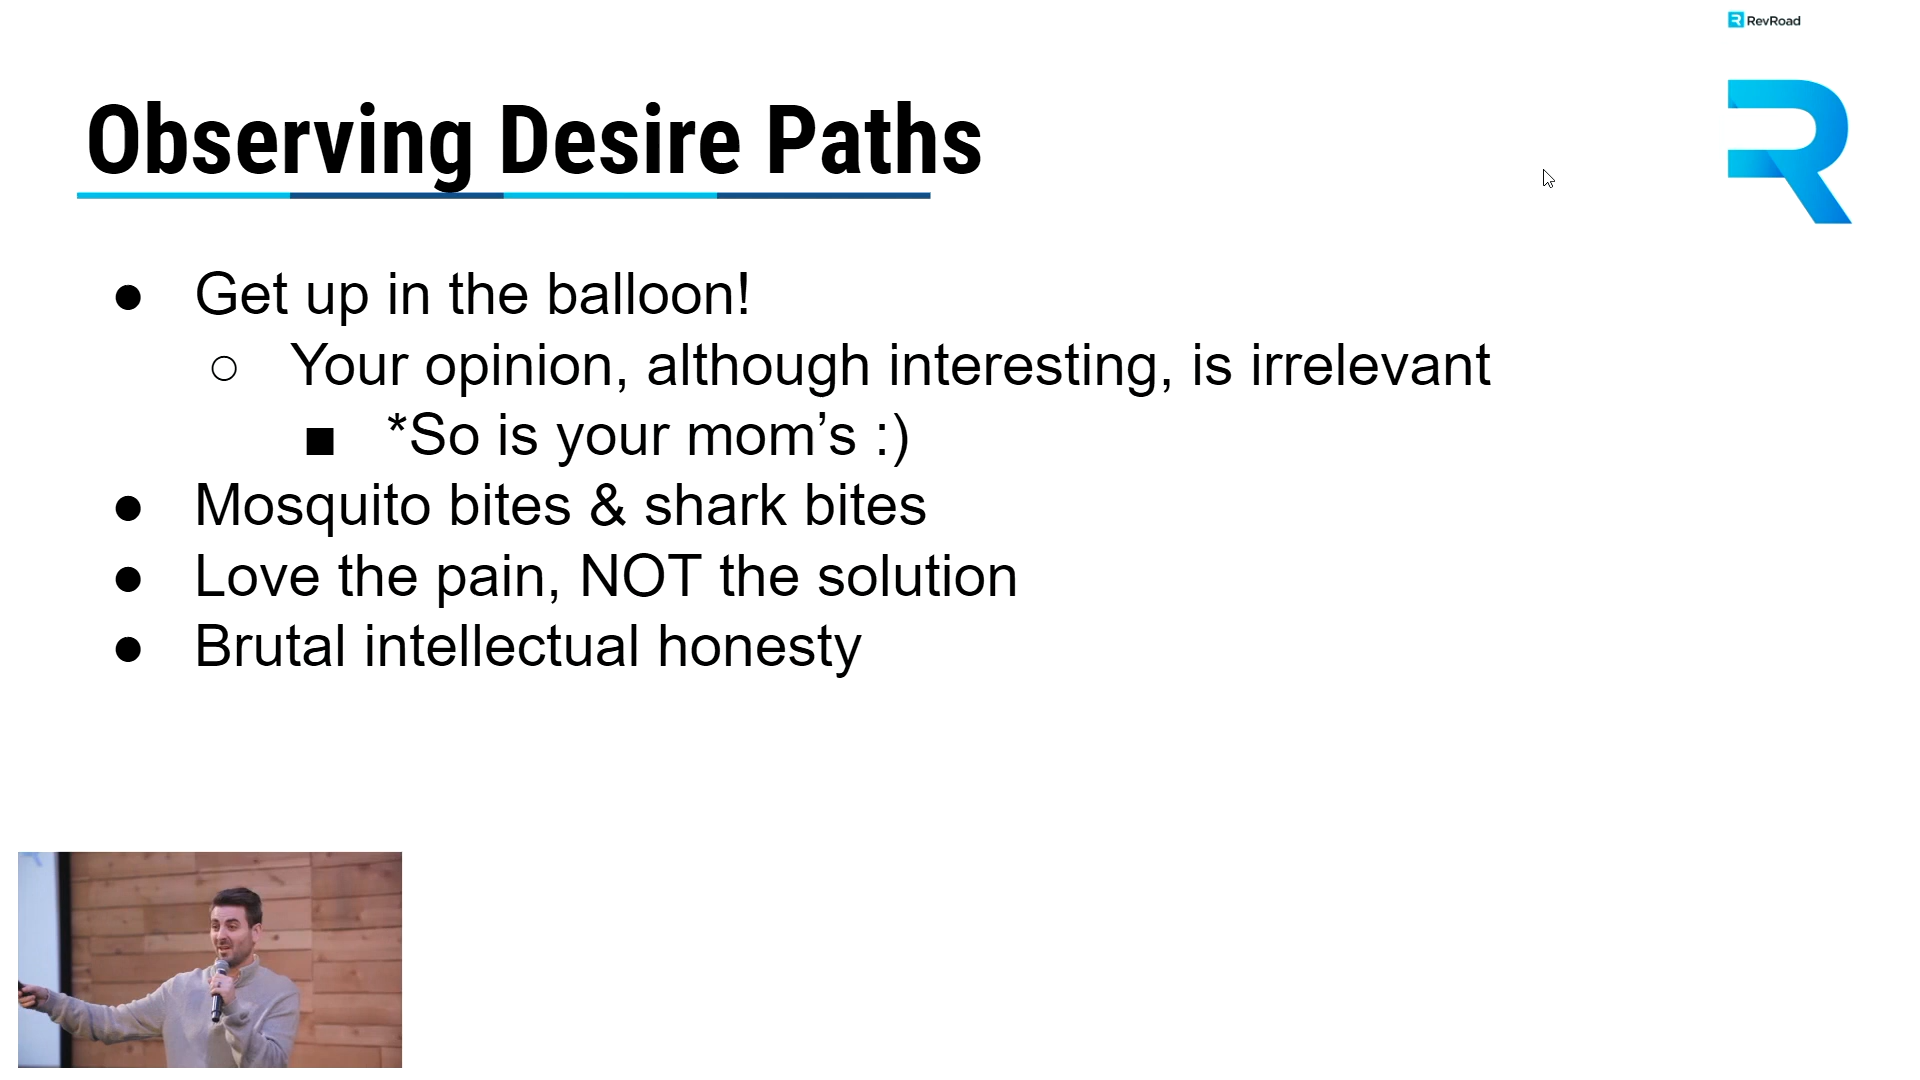 RevRoad
Observing Desire Paths
● Get up in the balloon!
○ Your opinion, although interesting, is irrelevant
■ *So is your mom’s :)
● Mosquito bites & shark bites
● Love the pain, NOT the solution
● Brutal intellectual honesty